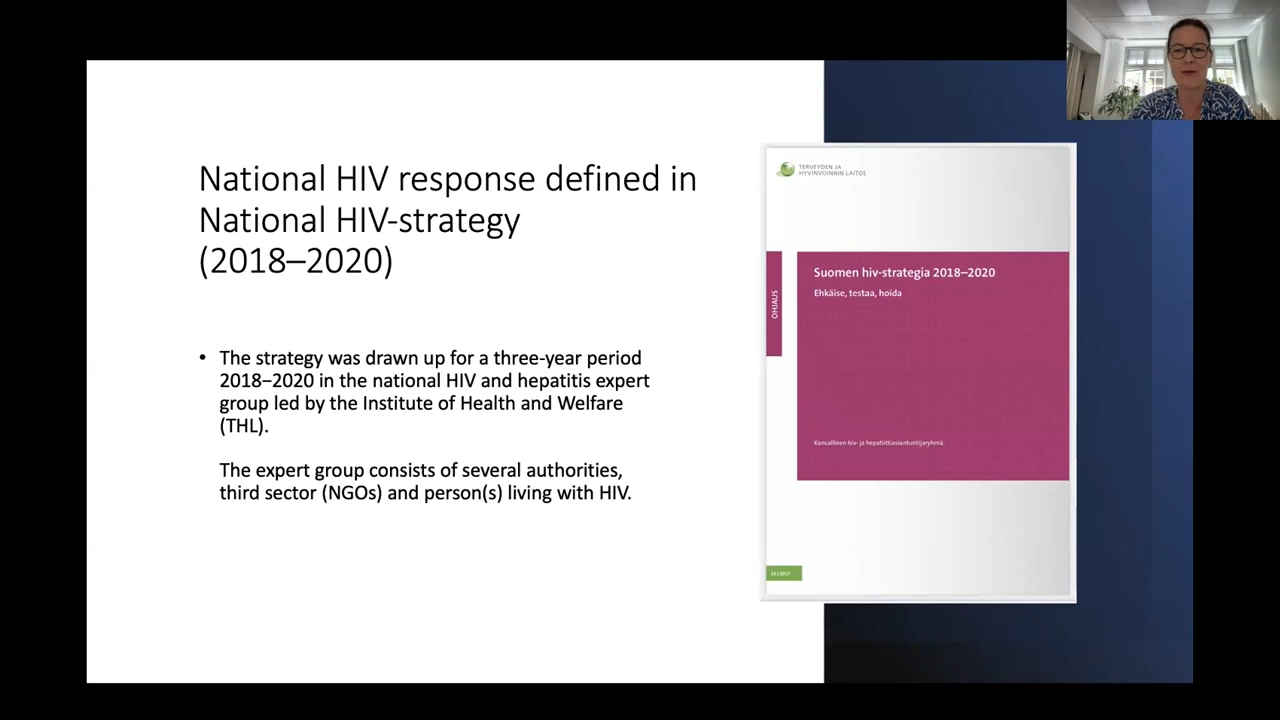 National HIV response defined in
National HIV-strategy
(2018–2020)
• The strategy was drawn up for a three-year period
2018–2020 in the national HIV and hepatitis expert
group led by the Institute of Health and Welfare
(THL).
The expert group consists of several authorities,
third sector (NGOs) and person(s) living with HIV.
TERVEYDEN JA
HYVINVOINNIN LAITOS
OHJAUS
Suomen hiv-strategia 2018–2020
Ehkäise, testaa, hoida
Kansallinen hiv- ja hepatiittiasiantuntijaryhmä